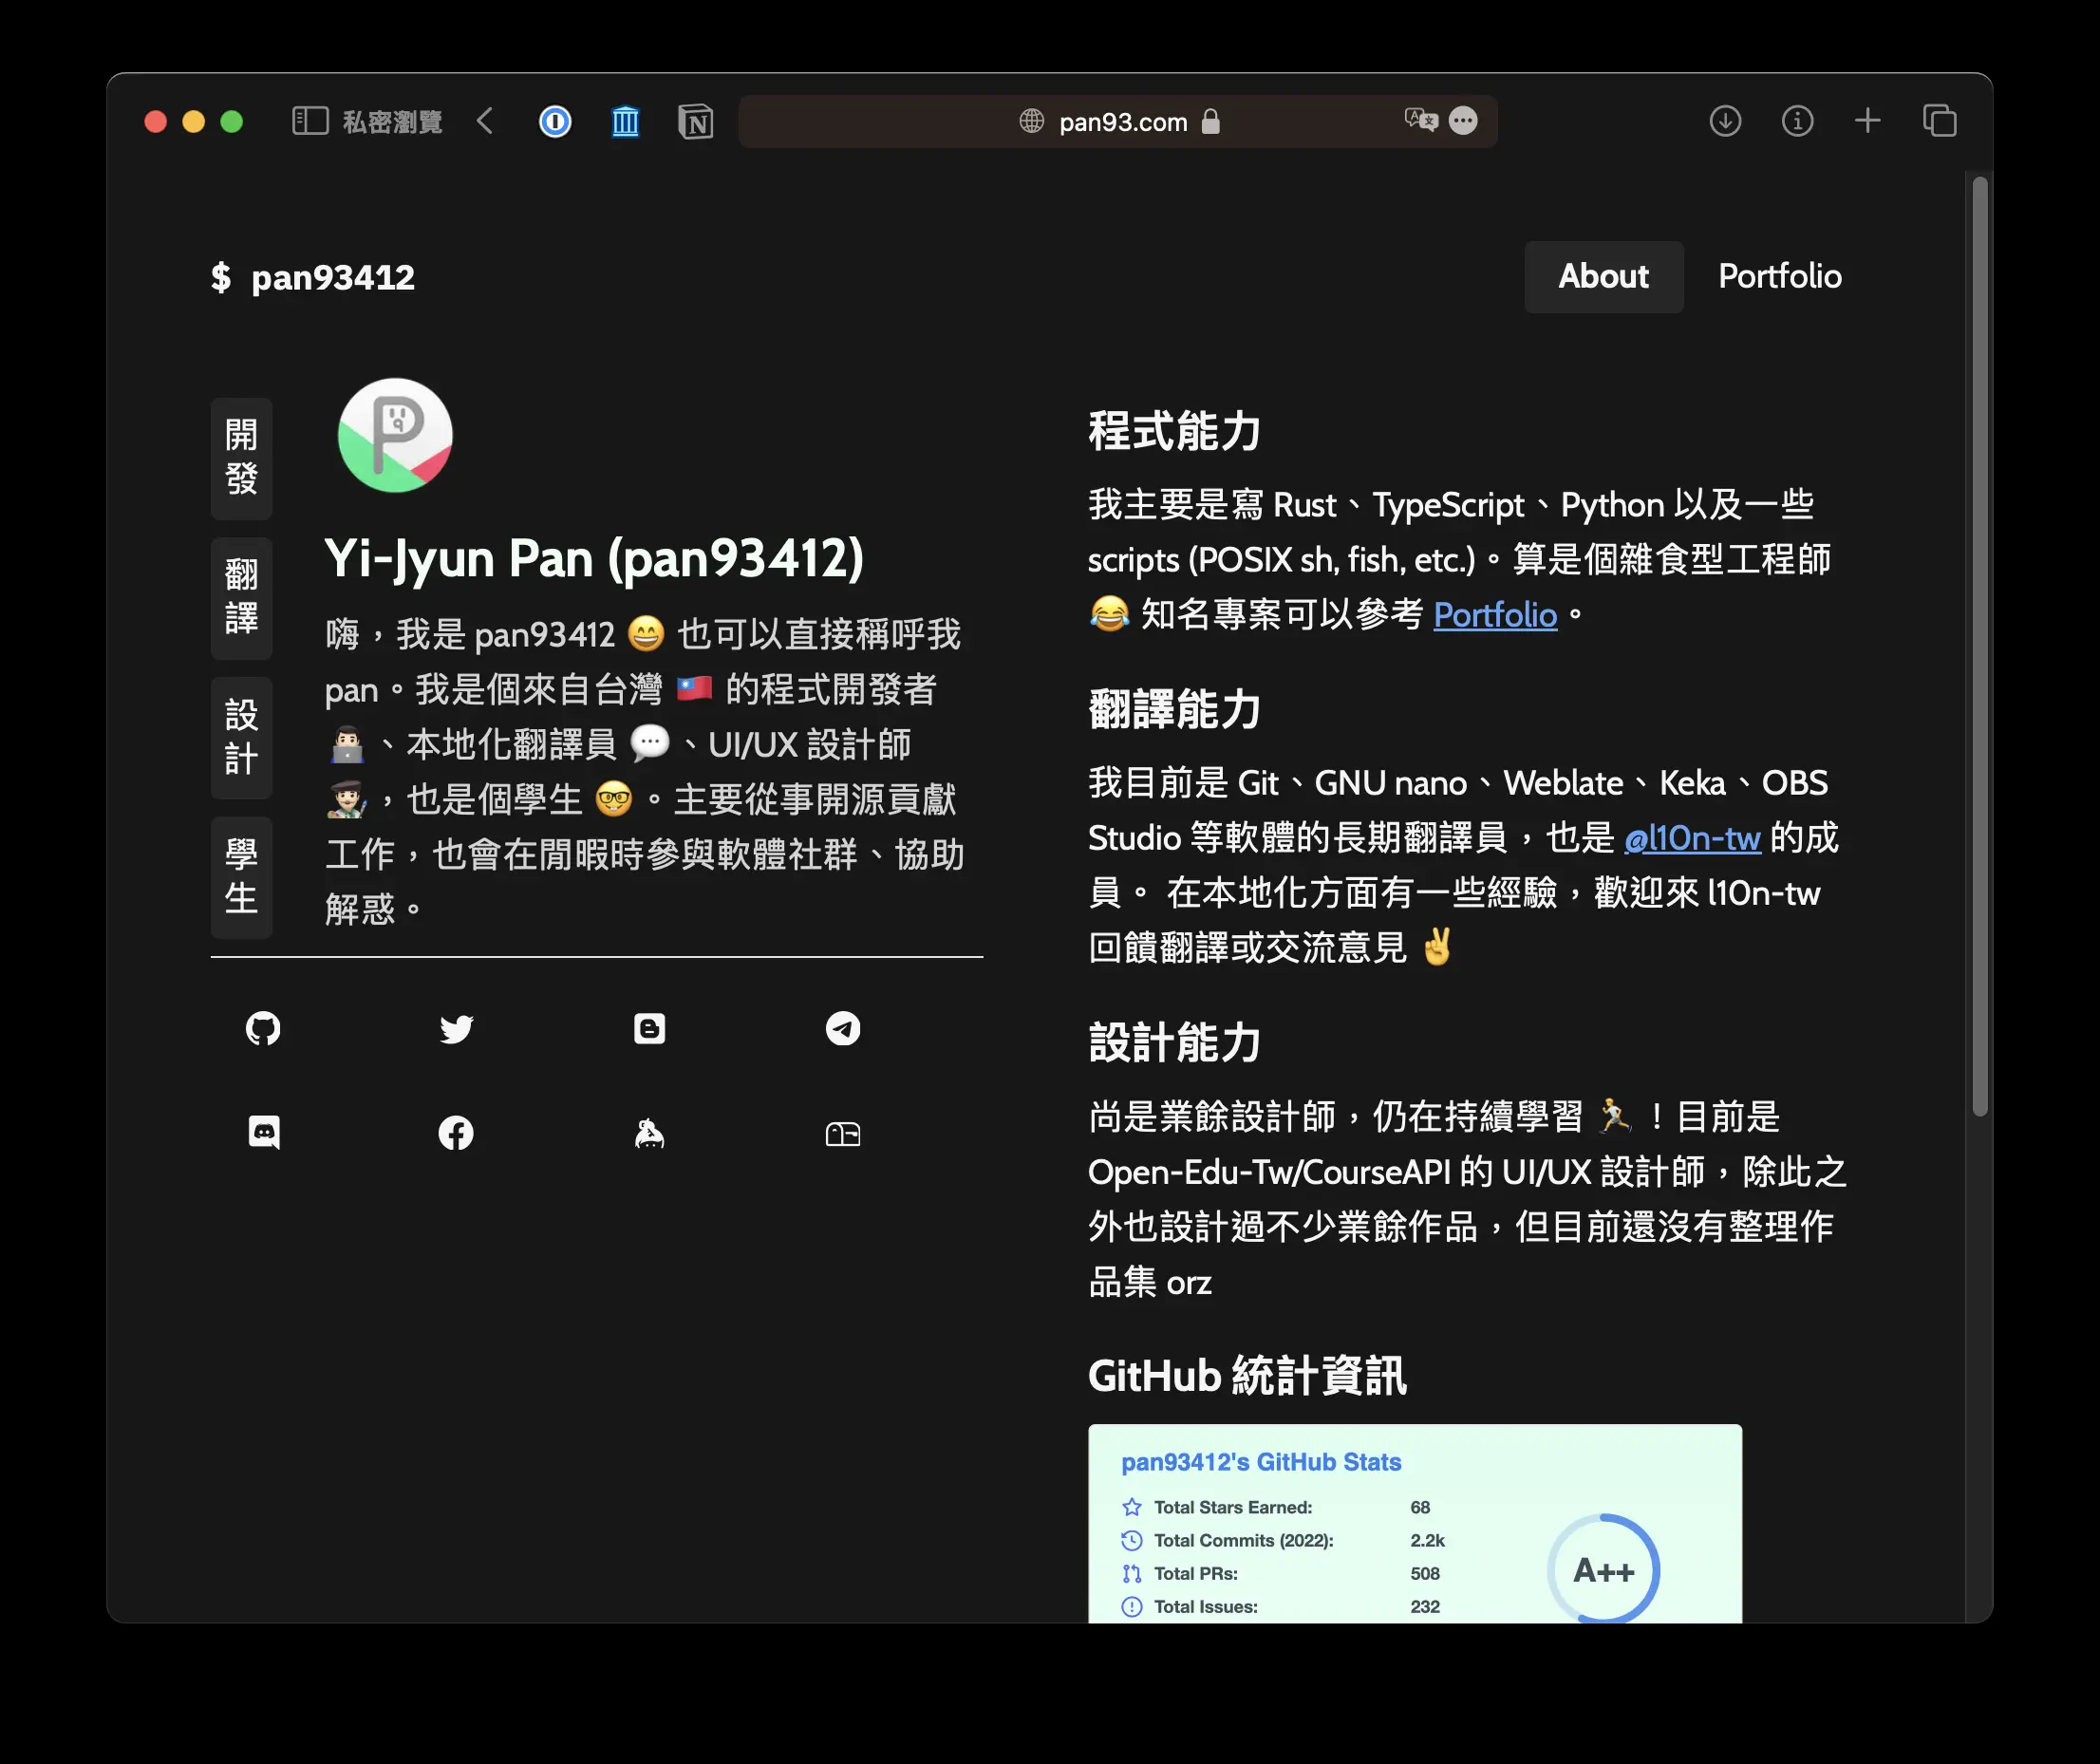 私密瀏覽
pan93.com
$ pan93412
About
Portfolio
開發
翻譯
設計
學生
Yi-Jyun Pan (pan93412)
嗨，我是 pan93412 😄 也可以直接稱呼我
pan。我是個來自台灣 🇹🇼 的程式開發者
👨🏻‍💻、本地化翻譯員 💬、UI/UX 設計師
👨🏻‍🎨，也是個學生 🤓。主要從事開源貢獻
工作，也會在閒暇時參與軟體社群、協助
解惑。
程式能力
我主要是寫 Rust、TypeScript、Python 以及一些
scripts (POSIX sh, fish, etc.)。算是個雜食型工程師
😂 知名專案可以參考 Portfolio。
翻譯能力
我目前是 Git、GNU nano、Weblate、Keka、OBS
Studio 等軟體的長期翻譯員，也是 @l10n-tw 的成
員。 在本地化方面有一些經驗，歡迎來 l10n-tw
回饋翻譯或交流意見 ✌️
設計能力
尚是業餘設計師，仍在持續學習 🏃！目前是
Open-Edu-Tw/CourseAPI 的 UI/UX 設計師，除此之
外也設計過不少業餘作品，但目前還沒有整理作
品集 orz
GitHub 統計資訊
pan93412's GitHub Stats
Total Stars Earned: 68
Total Commits (2022): 2.2k
Total PRs: 508
Total Issues: 232
A++